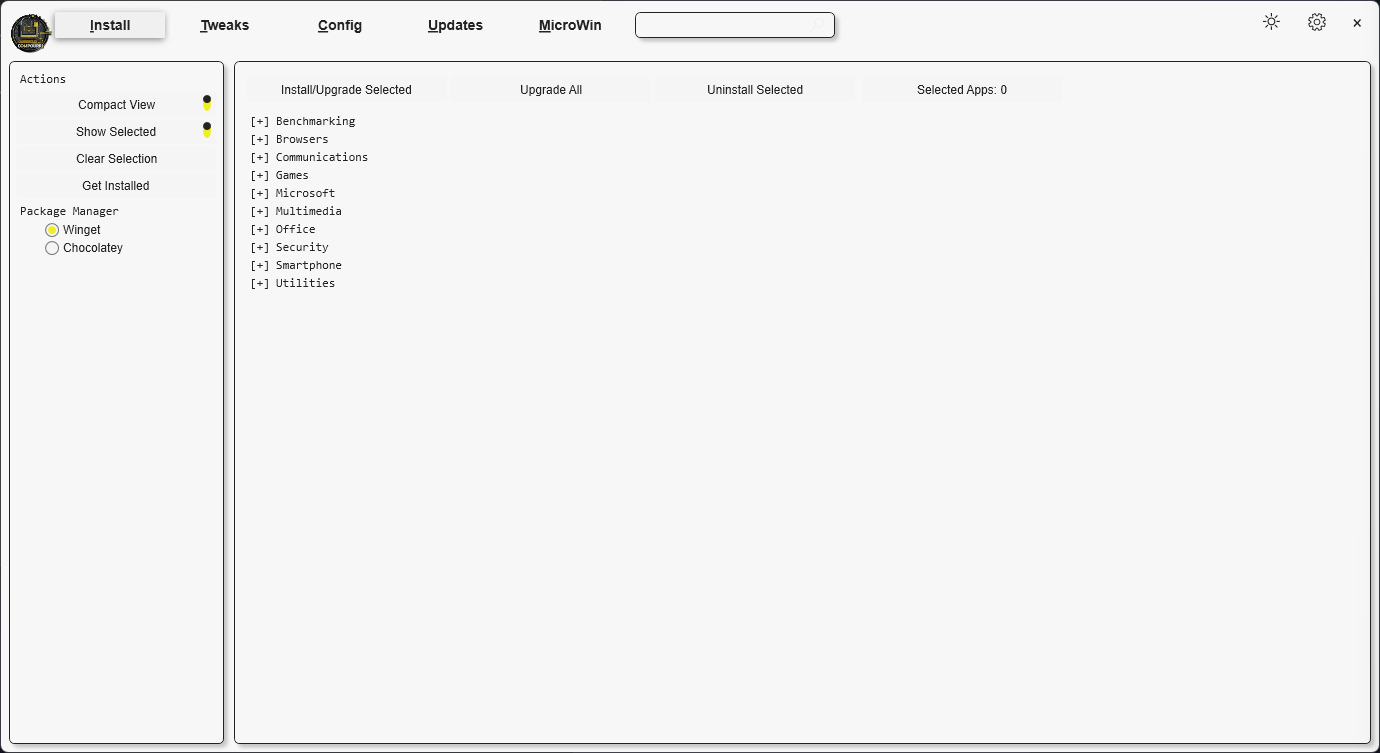 Install
Tweaks
Config
Updates
MicroWin
Actions
Compact View
Show Selected
Clear Selection
Get Installed
Package Manager
Winget
Chocolatey
Install/Upgrade Selected
Upgrade All
Uninstall Selected
Selected Apps: 0
[+] Benchmarking
[+] Browsers
[+] Communications
[+] Games
[+] Microsoft
[+] Multimedia
[+] Office
[+] Security
[+] Smartphone
[+] Utilities